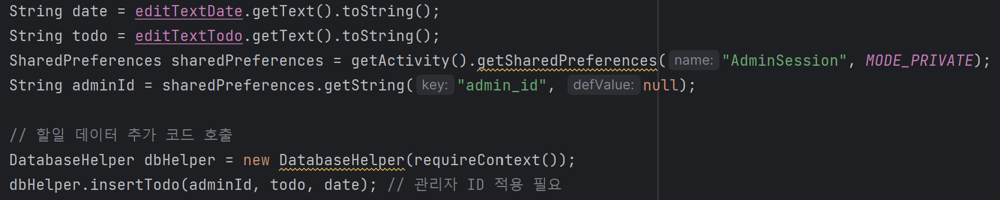 String date = editTextDate.getText().toString();
String todo = editTextTodo.getText().toString();
SharedPreferences sharedPreferences = getActivity().getSharedPreferences( name: "AdminSession", MODE_PRIVATE);
String adminId = sharedPreferences.getString( key: "admin_id", defValue: null);
// 할일 데이터 추가 코드 호출
DatabaseHelper dbHelper = new DatabaseHelper(requireContext());
dbHelper.insertTodo(adminId, todo, date); // 관리자 ID 적용 필요